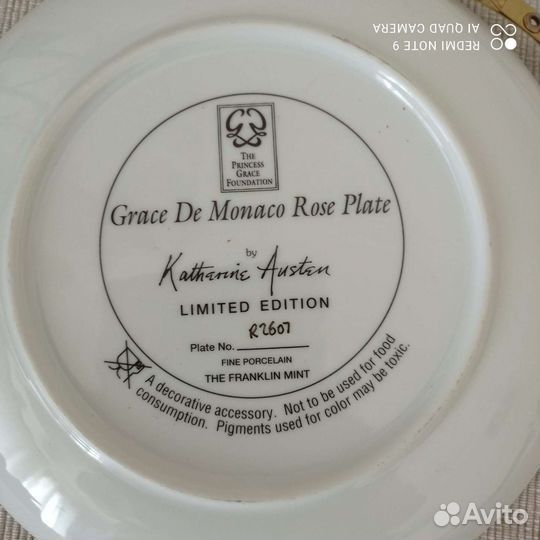 REDMI NOTE 9
AI QUAD CAMERA
THE
PRINCESS
GRACE
FOUNDATION
Grace De Monaco Rose Plate
by
Katharine Austen
LIMITED EDITION
Plate No. R2607
FINE PORCELAIN
THE FRANKLIN MINT
A decorative accessory. Not to be used for food
consumption. Pigments used for color may be toxic.
Avito